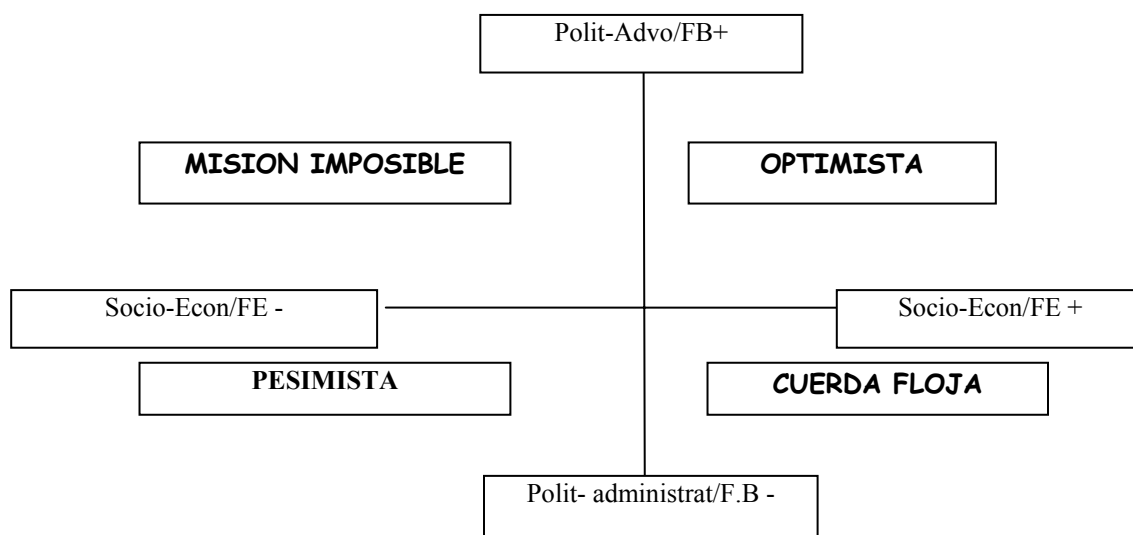 Polit-Advo/FB+
MISION IMPOSIBLE
OPTIMISTA
Socio-Econ/FE -
Socio-Econ/FE +
PESIMISTA
CUERDA FLOJA
Polit- administrat/F.B -